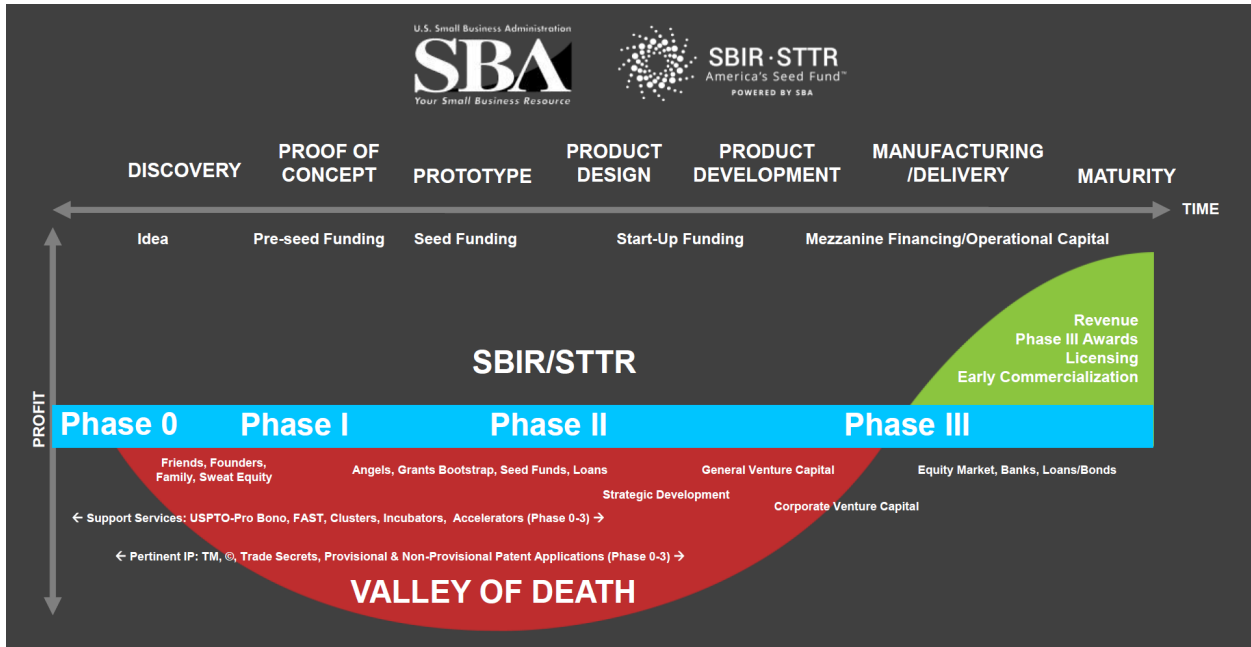 U.S. Small Business Administration
SBA
Your Small Business Resource
SBIR·STTR
America's Seed Fund™
POWERED BY SBA
DISCOVERY
PROOF OF
CONCEPT
PROTOTYPE
PRODUCT
DESIGN
PRODUCT
DEVELOPMENT
MANUFACTURING
/DELIVERY
MATURITY
TIME
Idea
Pre-seed Funding
Seed Funding
Start-Up Funding
Mezzanine Financing/Operational Capital
Revenue
Phase III Awards
Licensing
Early Commercialization
SBIR/STTR
PROFIT
Phase 0
Phase I
Phase II
Phase III
Friends, Founders,
Family, Sweat Equity
Angels, Grants Bootstrap, Seed Funds, Loans
General Venture Capital
Equity Market, Banks, Loans/Bonds
Strategic Development
Corporate Venture Capital
← Support Services: USPTO-Pro Bono, FAST, Clusters, Incubators, Accelerators (Phase 0-3) →
← Pertinent IP: TM, ©, Trade Secrets, Provisional & Non-Provisional Patent Applications (Phase 0-3) →
VALLEY OF DEATH